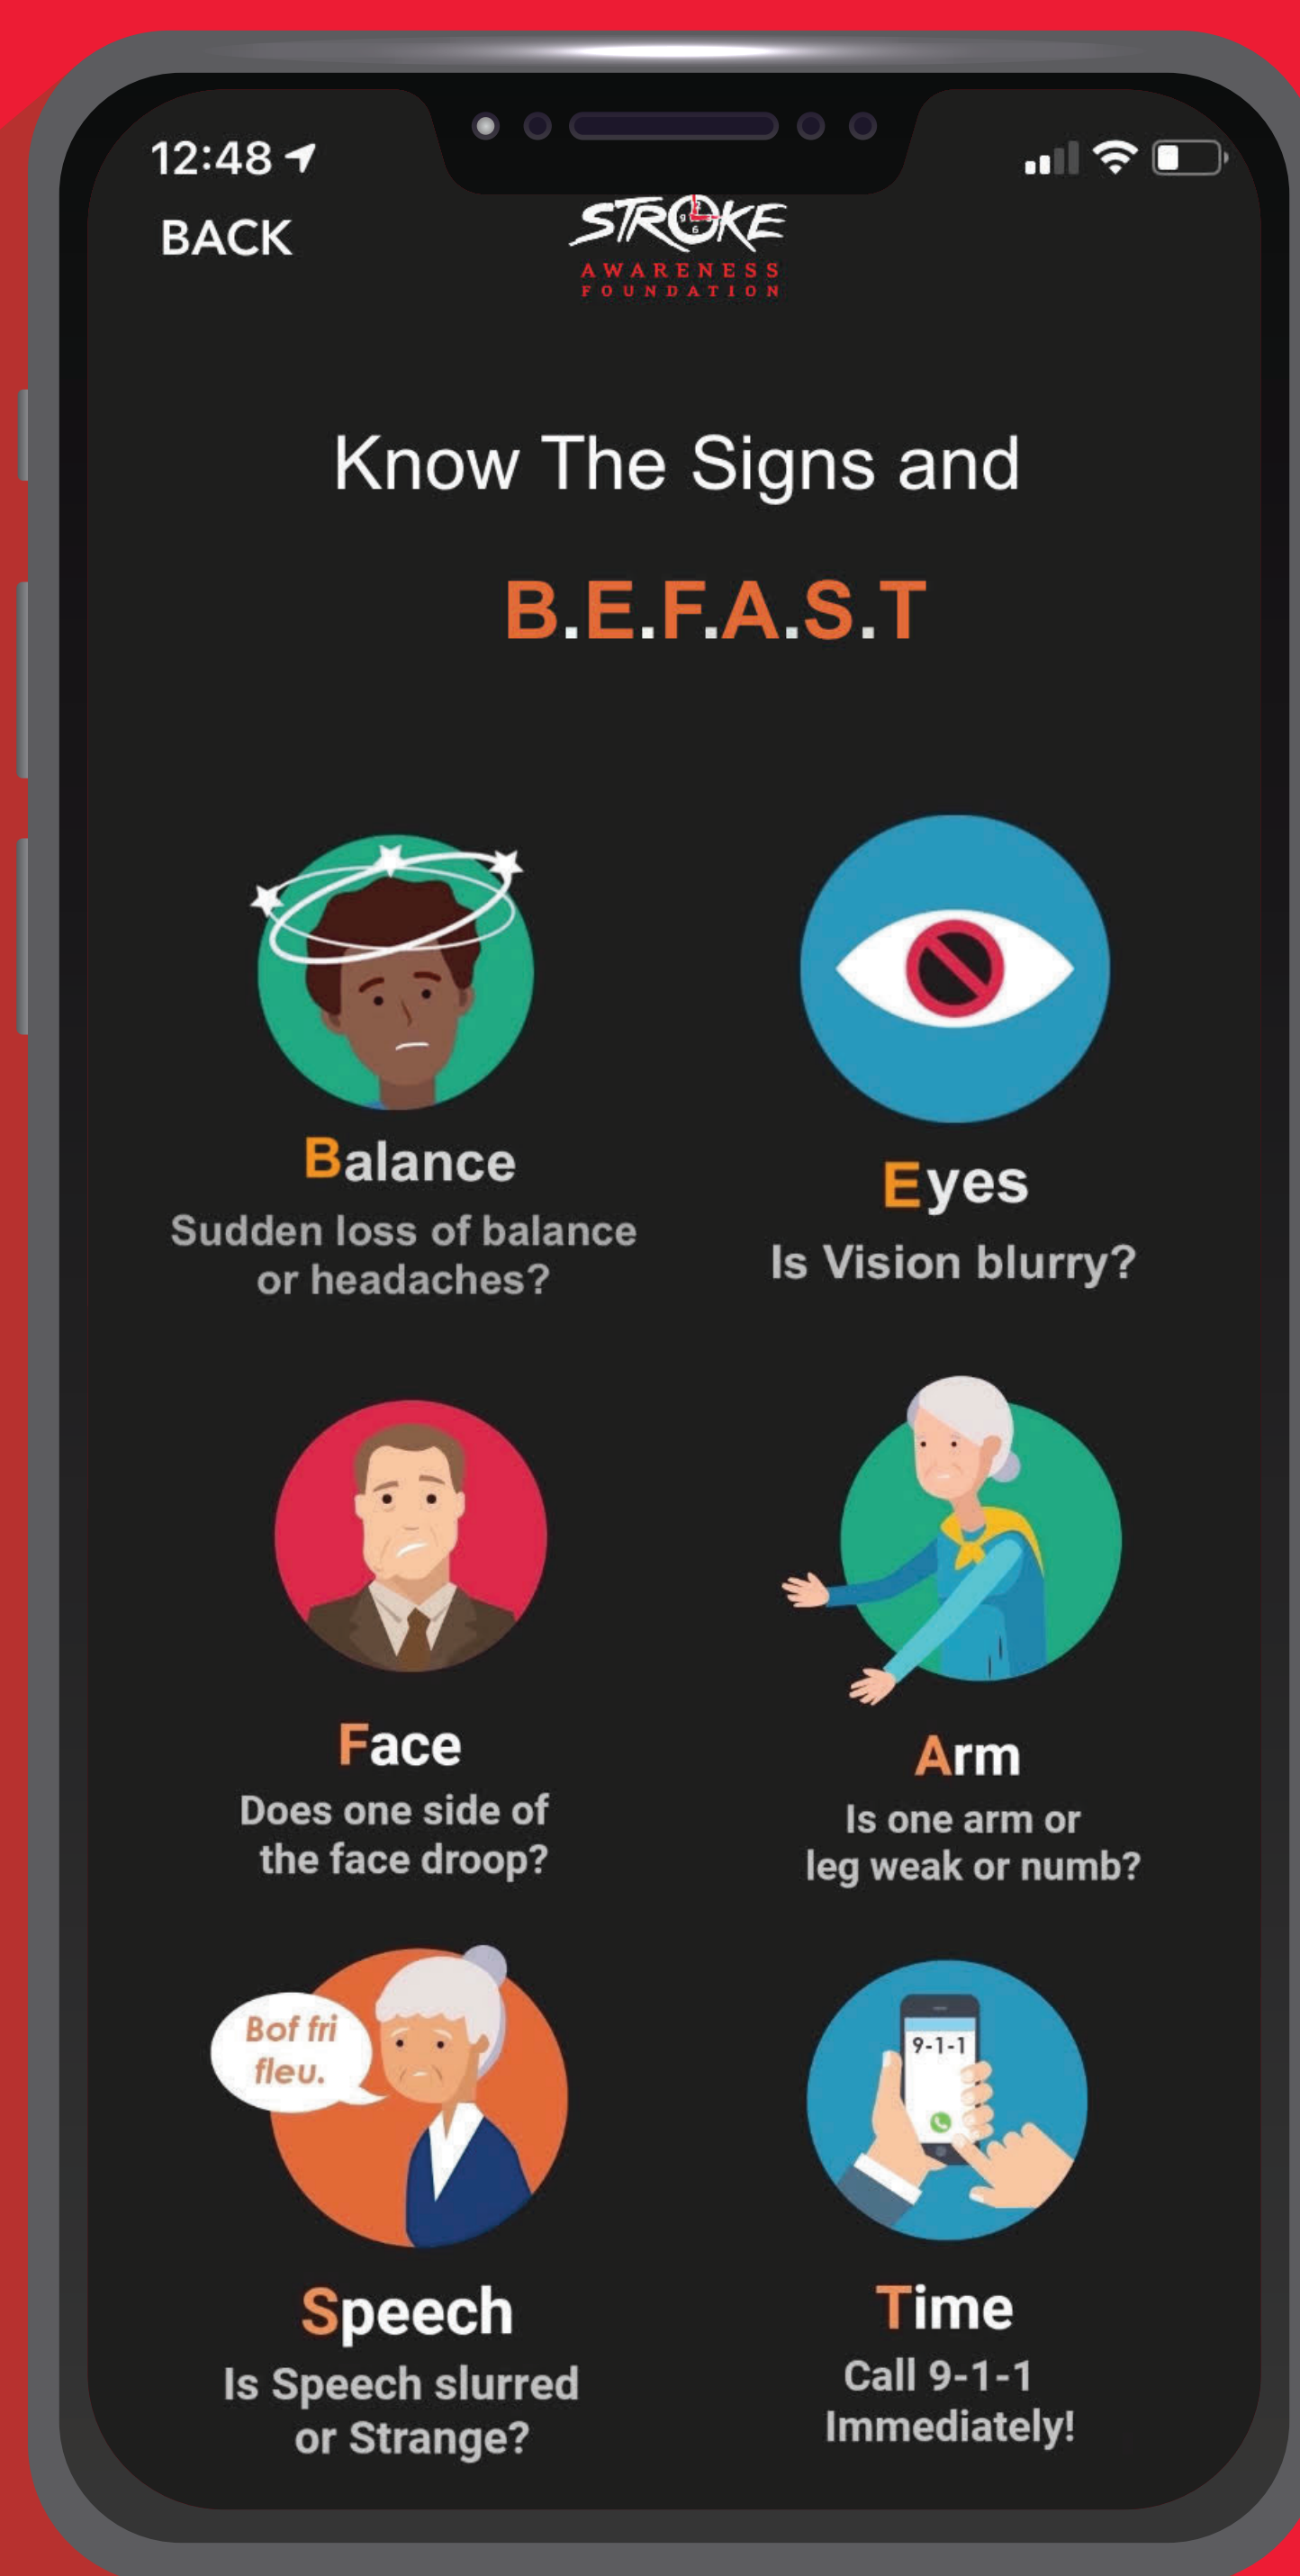 12:48
BACK
STROKE
AWARENESS
FOUNDATION
Know The Signs and
B.E.F.A.S.T
Balance
Sudden loss of balance
or headaches?
Eyes
Is Vision blurry?
Face
Does one side of
the face droop?
Arm
Is one arm or
leg weak or numb?
Bof fri
fleu.
Speech
Is Speech slurred
or Strange?
9-1-1
Time
Call 9-1-1
Immediately!